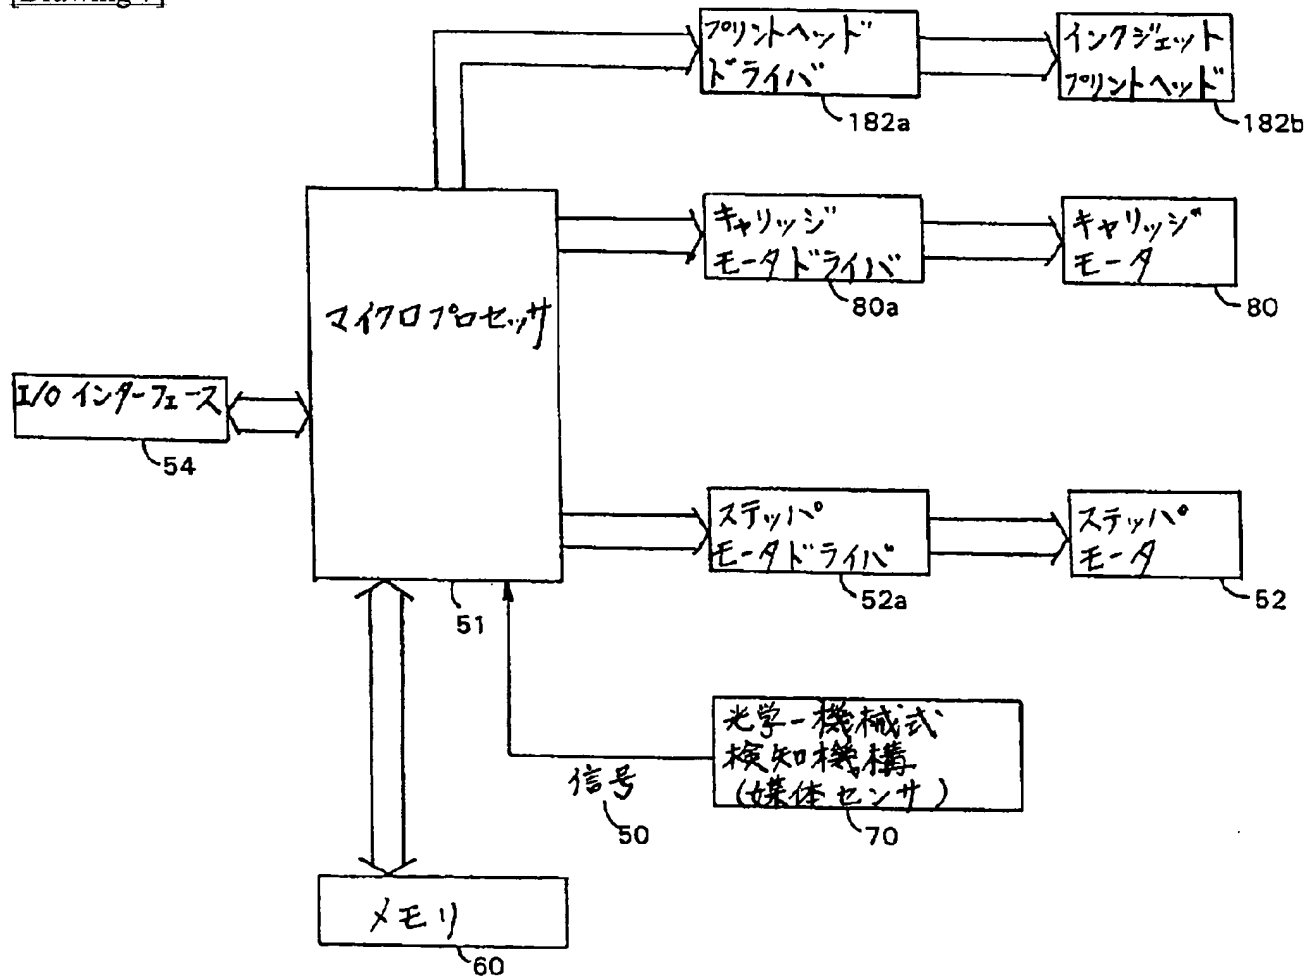 プリントヘッド
ドライバ
182a
インクジェット
プリントヘッド
182b
キャリッジ
モータドライバ
80a
キャリッジ
モータ
80
マイクロプロセッサ
51
I/O インターフェース
54
ステッパ
モータドライバ
52a
ステッパ
モータ
52
光学-機械式
検知機構
(媒体センサ)
70
信号
50
メモリ
60